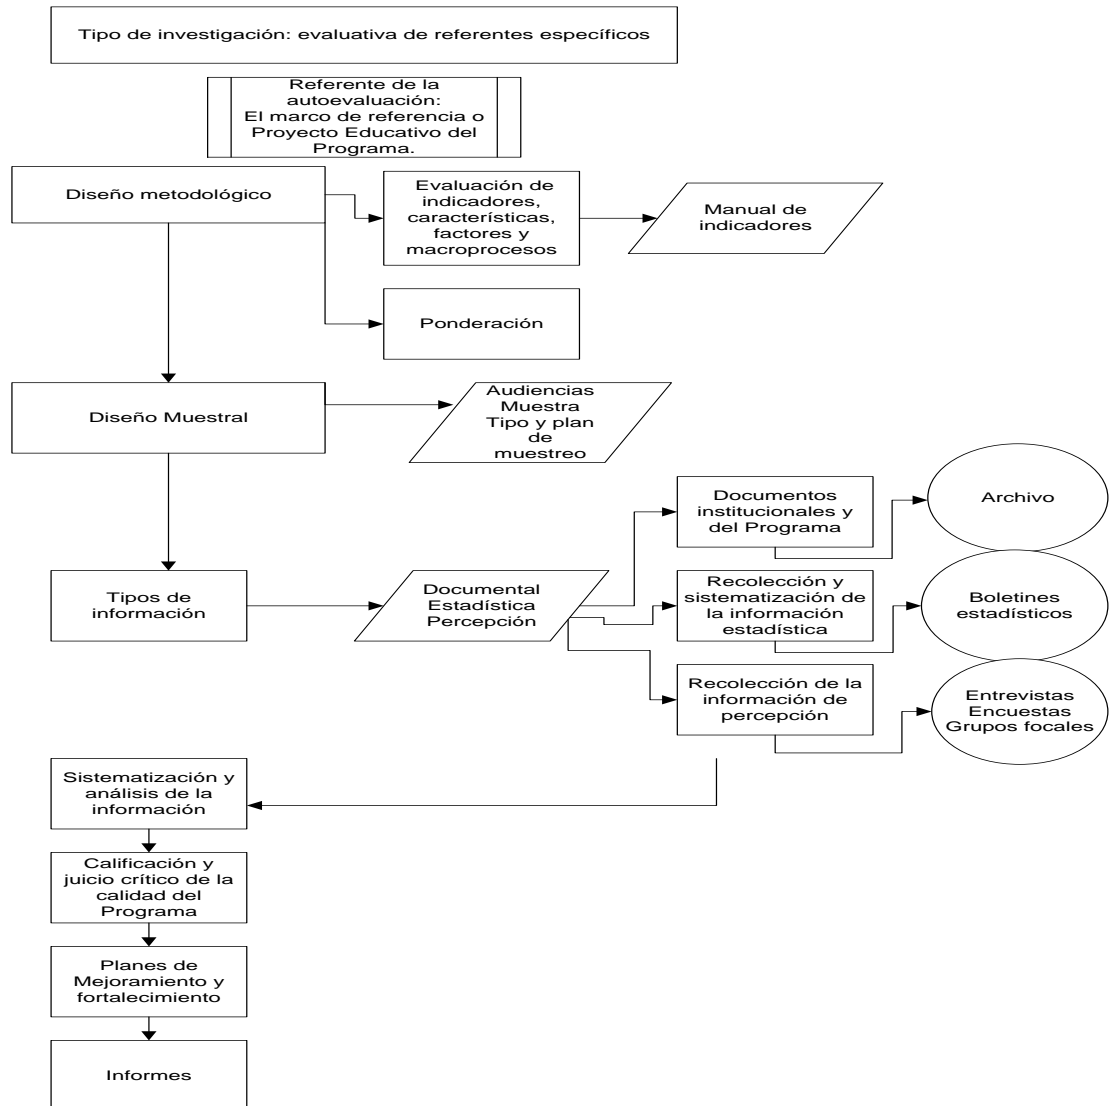 Tipo de investigación: evaluativa de referentes específicos
Referente de la
autoevaluación:
El marco de referencia o
Proyecto Educativo del
Programa.
Diseño metodológico
Evaluación de
indicadores,
características,
factores y
macroprocesos
Manual de
indicadores
Ponderación
Diseño Muestral
Audiencias
Muestra
Tipo y plan
de
muestreo
Documentos
institucionales y
del Programa
Archivo
Tipos de
información
Documental
Estadística
Percepción
Recolección y
sistematización de
la información
estadística
Boletines
estadísticos
Recolección de la
información de
percepción
Entrevistas
Encuestas
Grupos focales
Sistematización y
análisis de la
información
Calificación y
juicio crítico de la
calidad del
Programa
Planes de
Mejoramiento y
fortalecimiento
Informes